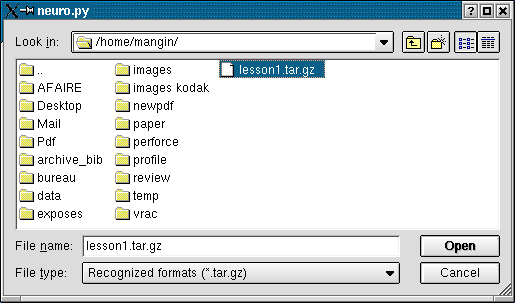 neuro.py
Look in: /home/mangin/
..
AFAIRE
Desktop
Mail
Pdf
archive_bib
bureau
data
exposes
images
images kodak
newpdf
paper
perforce
profile
review
temp
vrac
lesson1.tar.gz
File name: lesson1.tar.gz Open
File type: Recognized formats (*.tar.gz) Cancel